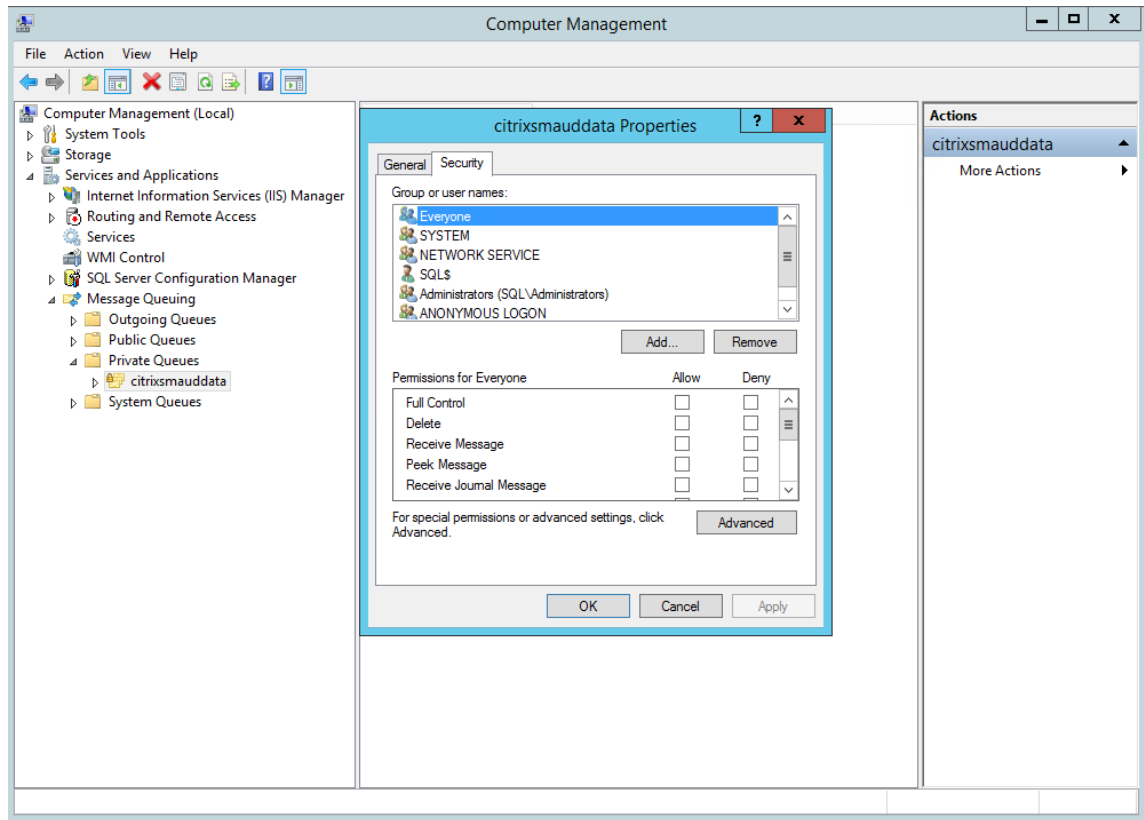 Computer Management
File Action View Help
Computer Management (Local)
System Tools
Storage
Services and Applications
Internet Information Services (IIS) Manager
Routing and Remote Access
Services
WMI Control
SQL Server Configuration Manager
Message Queuing
Outgoing Queues
Public Queues
Private Queues
citrixsmauddata
System Queues
citrixsmauddata Properties
General Security
Group or user names:
Everyone
SYSTEM
NETWORK SERVICE
SQL$
Administrators (SQL\Administrators)
ANONYMOUS LOGON
Add... Remove
Permissions for Everyone Allow Deny
Full Control
Delete
Receive Message
Peek Message
Receive Journal Message
For special permissions or advanced settings, click
Advanced.
Advanced
OK Cancel Apply
Actions
citrixsmauddata
More Actions